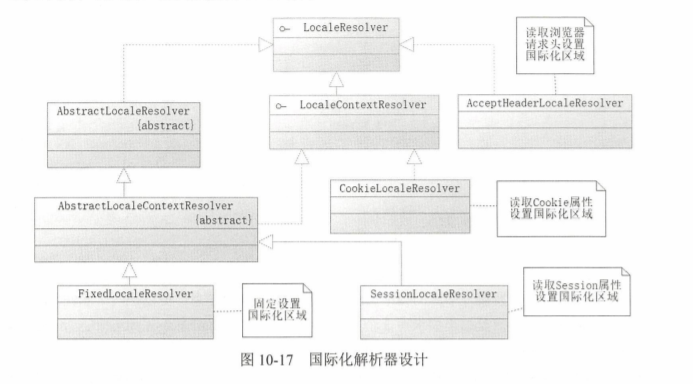 LocaleResolver
读取浏览器
请求头设置
国际化区域
AbstractLocaleResolver
{abstract}
LocaleContextResolver
AcceptHeaderLocaleResolver
CookieLocaleResolver
读取Cookie属性
设置国际化区域
AbstractLocaleContextResolver
{abstract}
FixedLocaleResolver
固定设置
国际化区域
SessionLocaleResolver
读取Session属性
设置国际化区域
图 10-17 国际化解析器设计